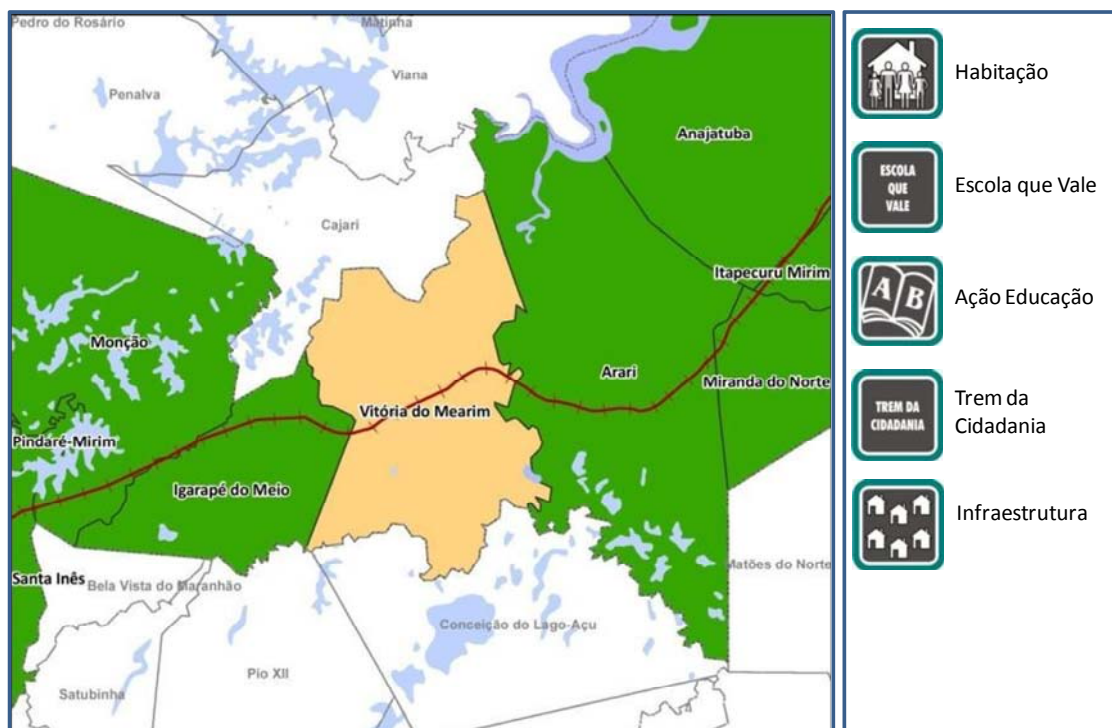 Pedro do Rosário
Matinha
Viana
Penalva
Anajatuba
Cajari
Itapecuru Mirim
Monção
Arari
Miranda do Norte
Vitória do Mearim
Pindaré-Mirim
Igarapé do Meio
Matões do Norte
Santa Inês
Bela Vista do Maranhão
Conceição do Lago-Açu
Pio XII
Satubinha
Habitação
ESCOLA
QUE
VALE
Escola que Vale
A B
Ação Educação
TREM DA
CIDADANIA
Trem da
Cidadania
Infraestrutura